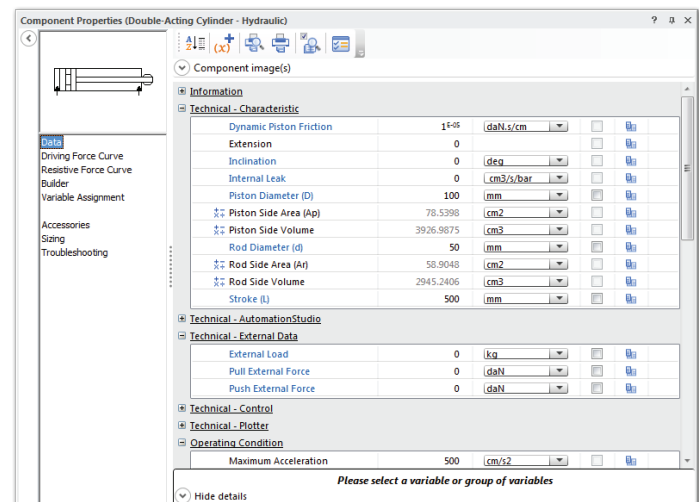 Component Properties (Double-Acting Cylinder - Hydraulic)
Component image(s)
Data
Driving Force Curve
Resistive Force Curve
Builder
Variable Assignment
Accessories
Sizing
Troubleshooting
Information
Technical - Characteristic
Dynamic Piston Friction 1E-05 daN.s/cm
Extension 0
Inclination 0 deg
Internal Leak 0 cm3/s/bar
Piston Diameter (D) 100 mm
Piston Side Area (Ap) 78.5398 cm2
Piston Side Volume 3926.9875 cm3
Rod Diameter (d) 50 mm
Rod Side Area (Ar) 58.9048 cm2
Rod Side Volume 2945.2406 cm3
Stroke (L) 500 mm
Technical - AutomationStudio
Technical - External Data
External Load 0 kg
Pull External Force 0 daN
Push External Force 0 daN
Technical - Control
Technical - Plotter
Operating Condition
Maximum Acceleration 500 cm/s2
Please select a variable or group of variables
Hide details